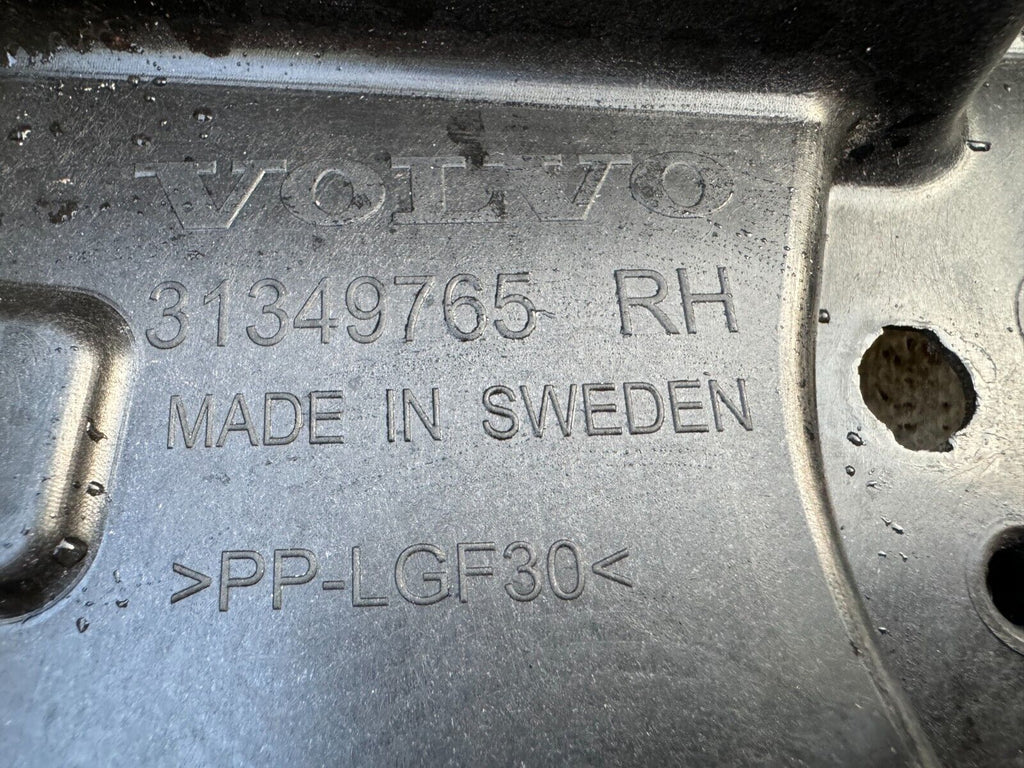 VOLVO
31349765 RH
MADE IN SWEDEN
>PP-LGF30<